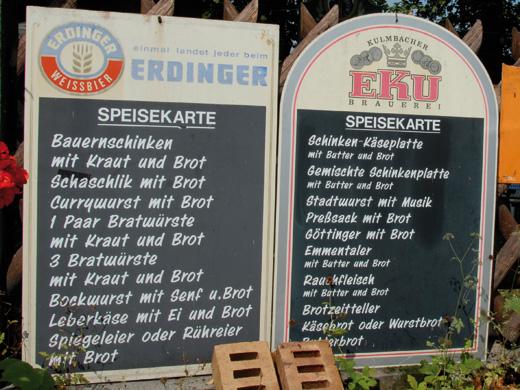 ERDINGER
WEISSBIER
einmal landet jeder beim
ERDINGER
SPEISEKARTE
Bauernschinken
mit Kraut und Brot
Schaschlik mit Brot
Currywurst mit Brot
1 Paar Bratwürste
mit Kraut und Brot
3 Bratwürste
mit Kraut und Brot
Bockwurst mit Senf u.Brot
Leberkäse mit Ei und Brot
Spiegeleier oder Rühreier
mit Brot
KULMBACHER
EKU
BRAUEREI
SPEISEKARTE
Schinken-Käseplatte
mit Butter und Brot
Gemischte Schinkenplatte
mit Butter und Brot
Stadtwurst mit Musik
Preßsack mit Brot
Göttinger mit Brot
Emmentaler
mit Butter und Brot
Rauchfleisch
mit Butter und Brot
Brotzeitteller
Käsebrot oder Wurstbrot